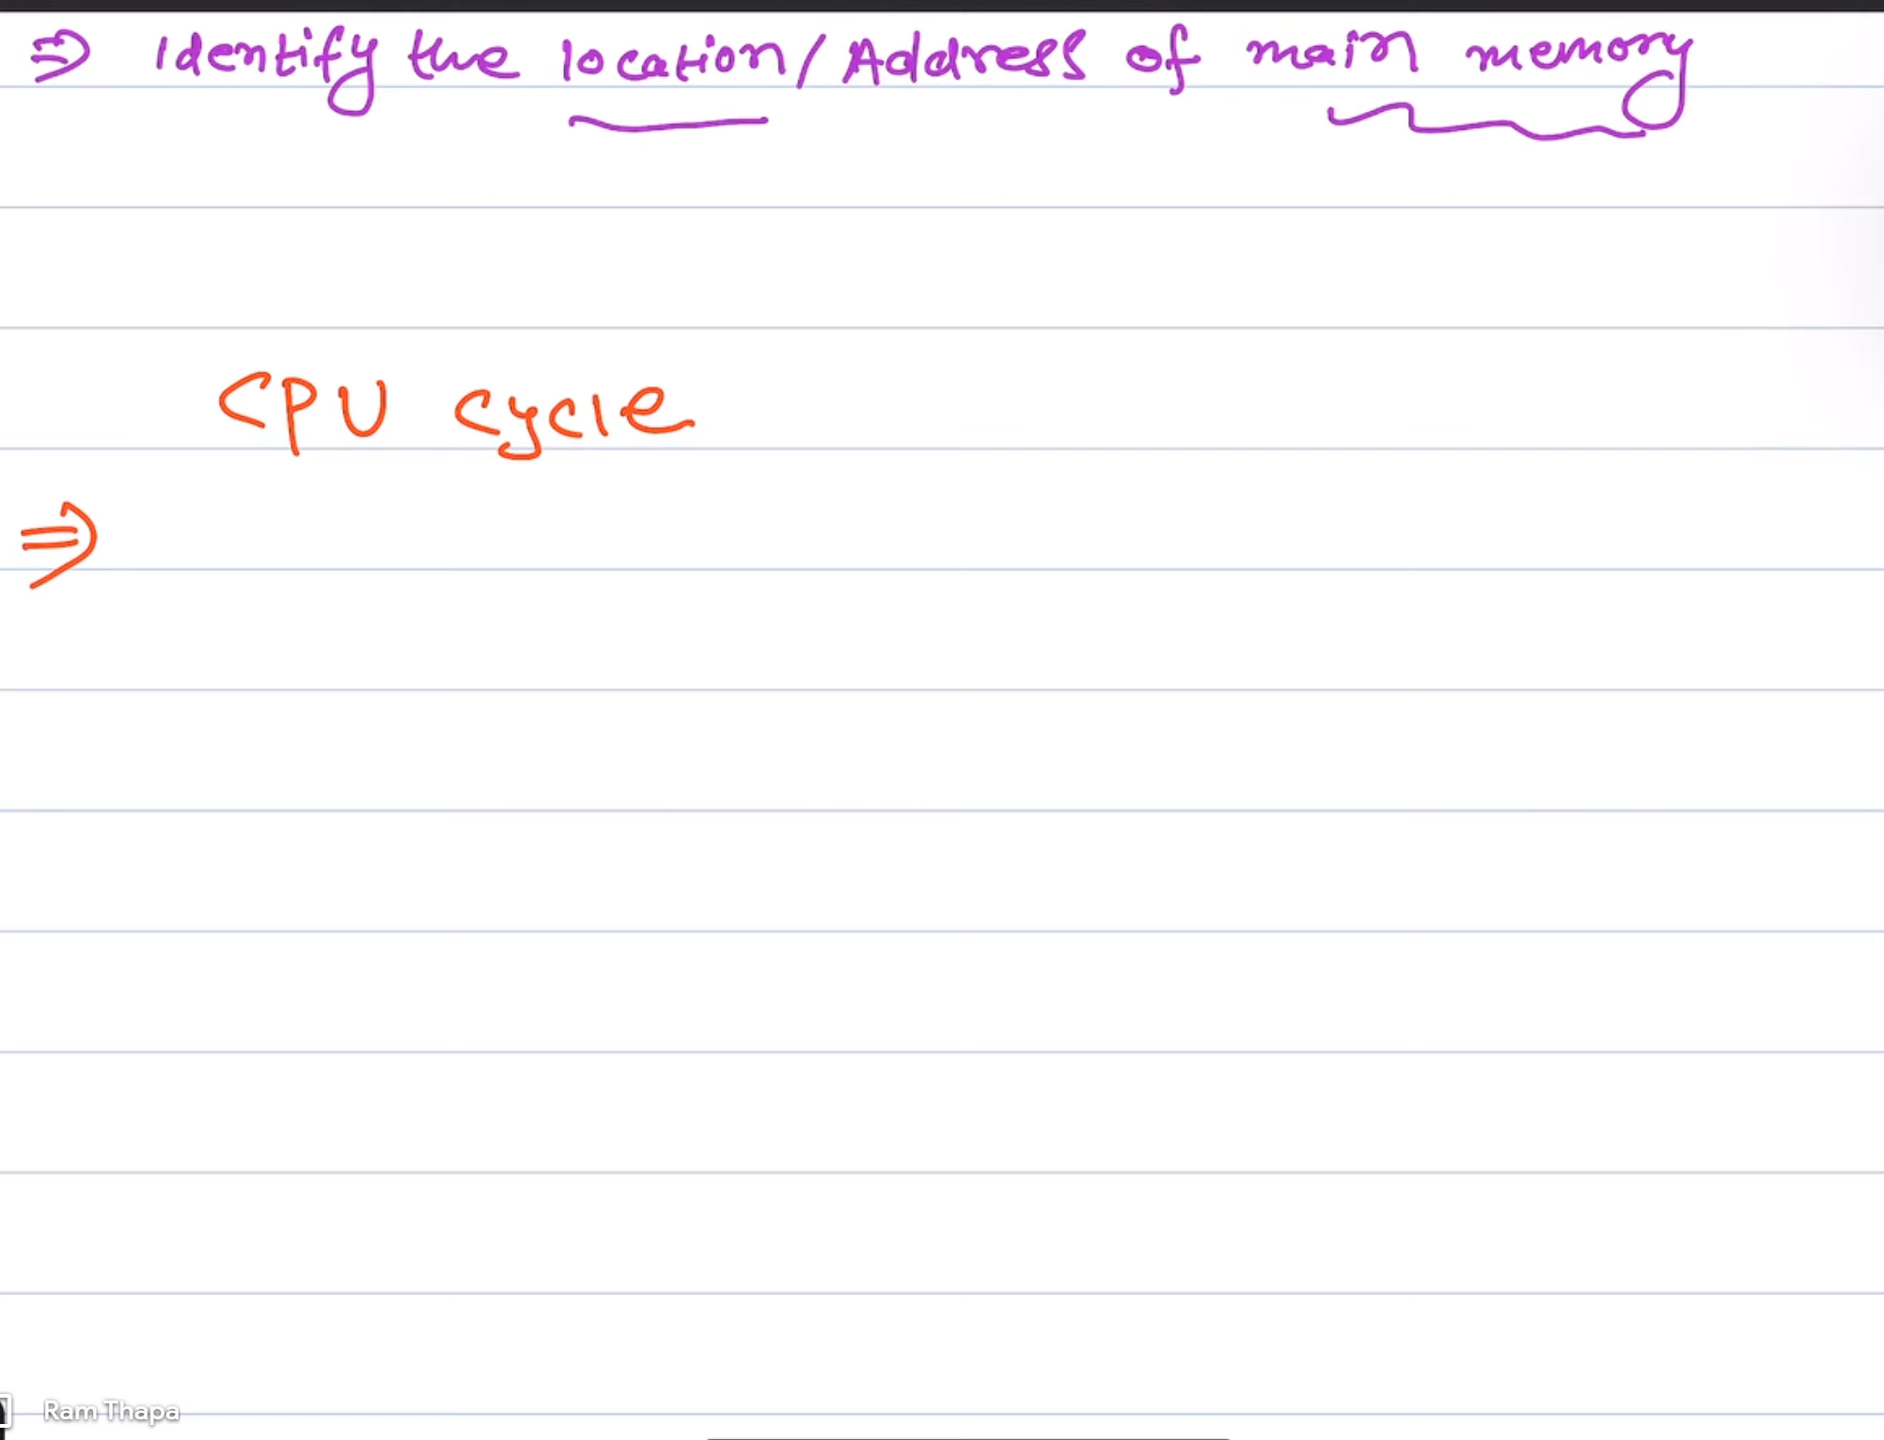 ⇒ Identify the location/Address of main memory
CPU cycle
⇒
Ram Thapa